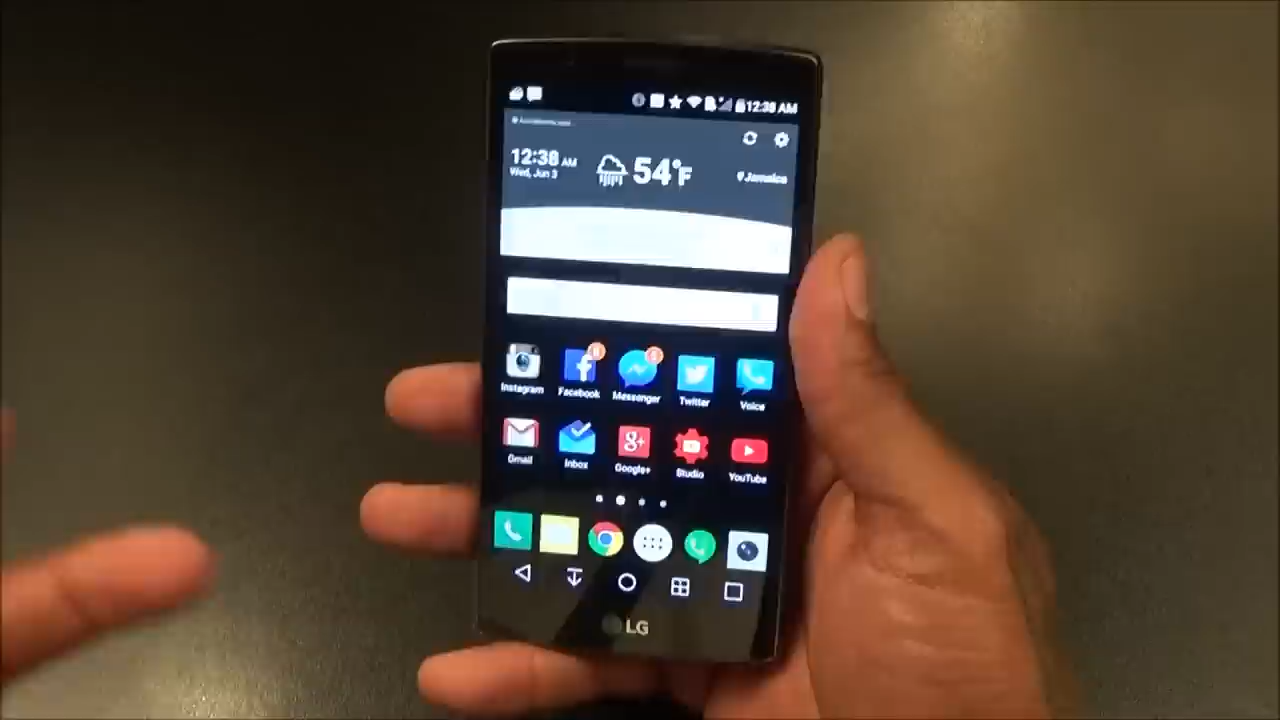 12:38 AM
12:38 AM
Wed, Jun 3
54°F
Jamaica
Instagram
Facebook
Messenger
Twitter
Voice
Gmail
Inbox
Google+
Studio
YouTube
LG